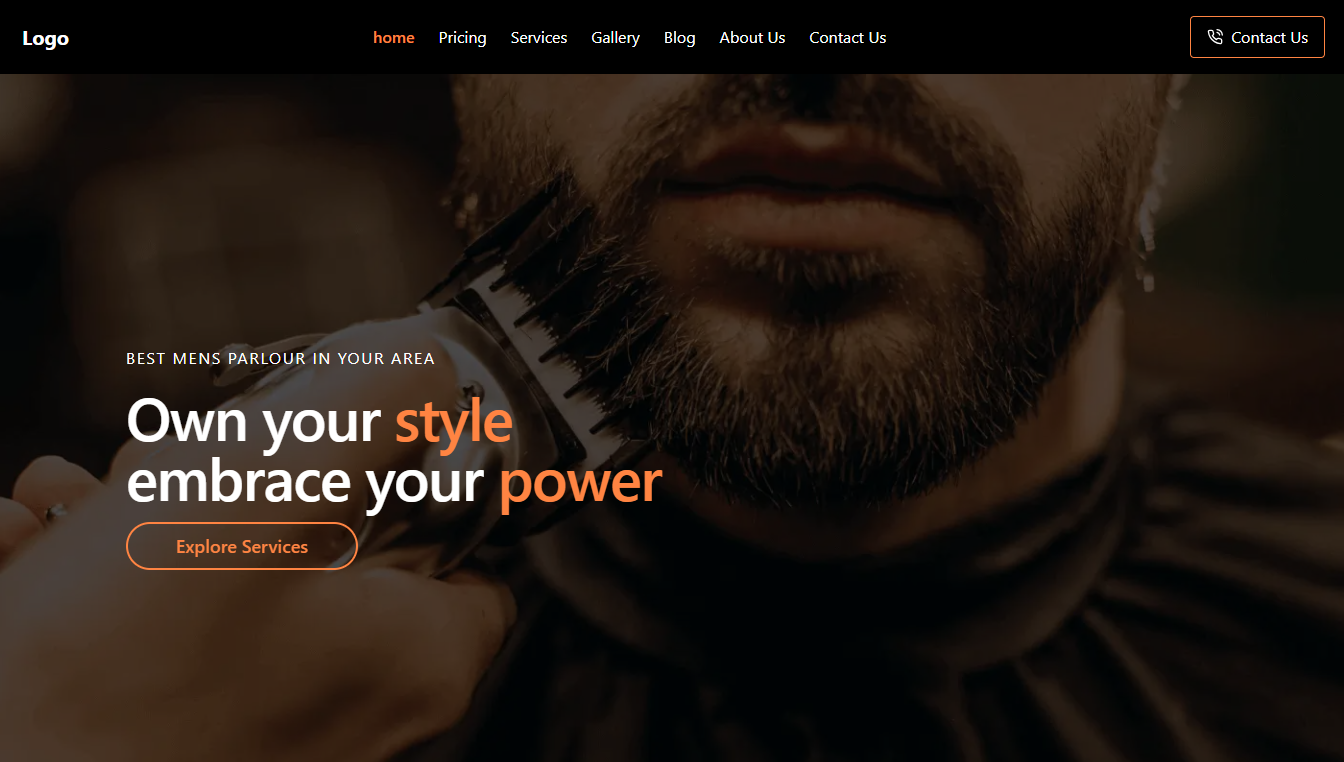 Logo
home Pricing Services Gallery Blog About Us Contact Us
Contact Us
BEST MENS PARLOUR IN YOUR AREA
Own your style
embrace your power
Explore Services